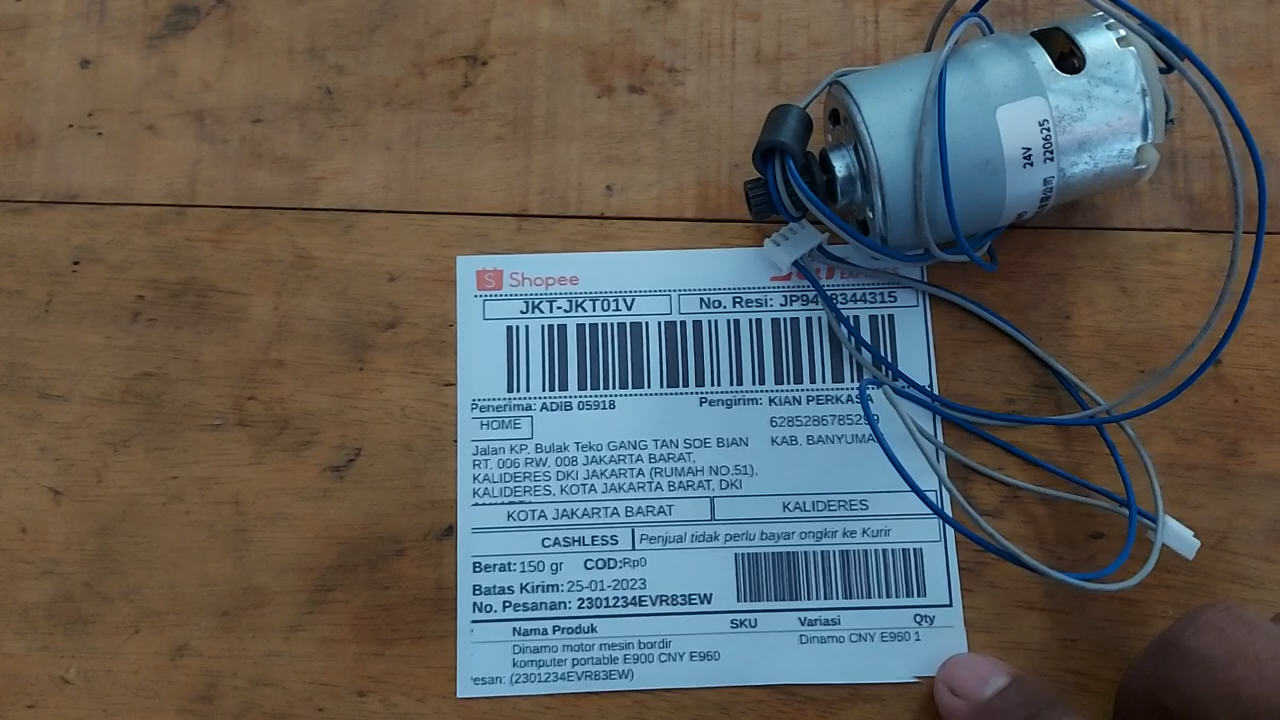 24V
220625
Shopee
JKT-JKT01V
No. Resi:
Penerima: ADIB 05918
Pengirim: KIAN PERKASA
HOME
6285286785299
Jalan KP. Bulak Teko GANG TAN SOE BIAN
KAB. BANYUMA
RT. 006 RW, 008 JAKARTA BARAT,
KALIDERES DKI JAKARTA (RUMAH NO.51),
KALIDERES, KOTA JAKARTA BARAT, DKI
KOTA JAKARTA BARAT
KALIDERES
CASHLESS
Penjual tidak perlu bayar ongkir ke Kurir
Berat: 150 gr COD:Rp0
Batas Kirim: 25-01-2023
No. Pesanan: 2301234EVR83EW
Nama Produk SKU Variasi Qty
Dinamo motor mesin bordir Dinamo CNY E960 1
komputer portable E900 CNY E960
esan: (2301234EVR83EW)